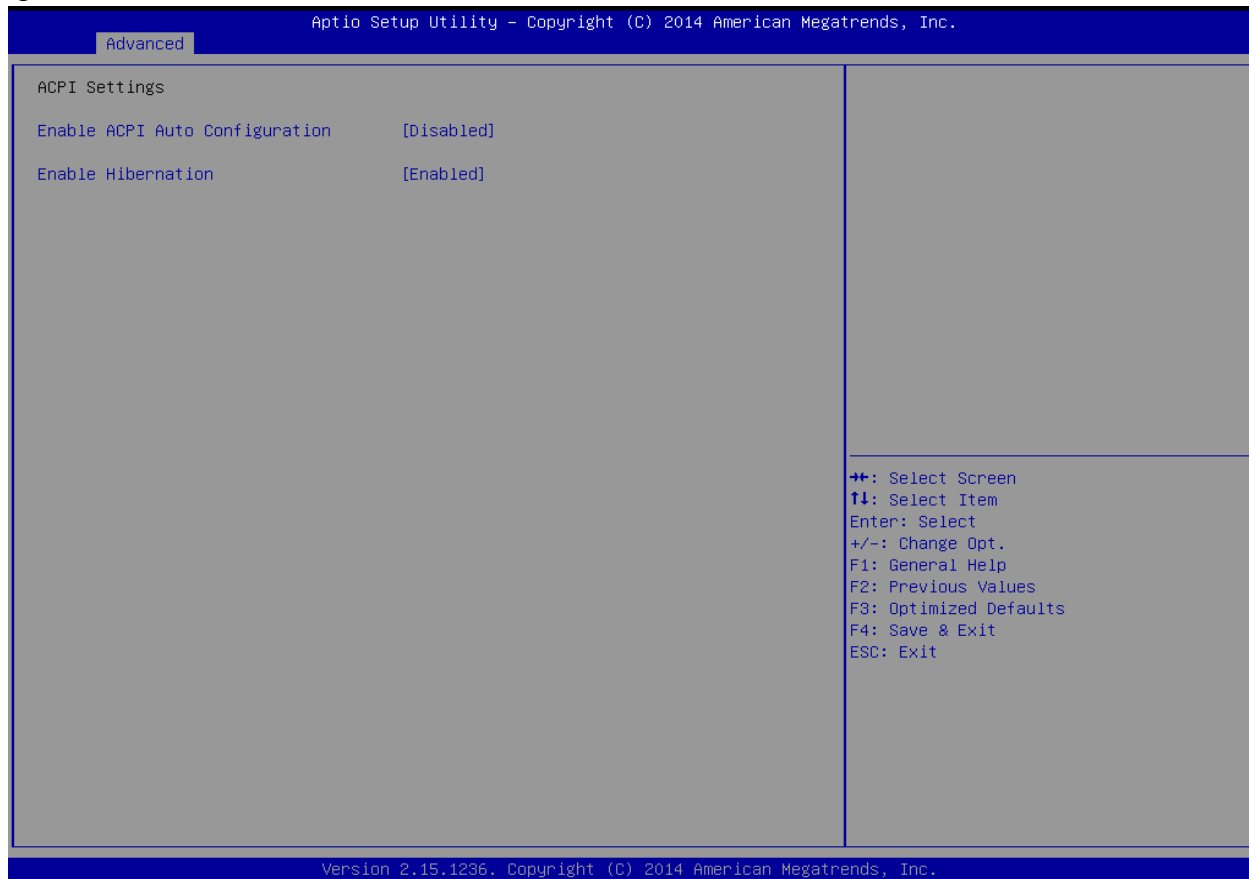 Aptio Setup Utility – Copyright (C) 2014 American Megatrends, Inc.
Advanced
ACPI Settings
Enable ACPI Auto Configuration [Disabled]
Enable Hibernation [Enabled]
→←: Select Screen
↑↓: Select Item
Enter: Select
+/-: Change Opt.
F1: General Help
F2: Previous Values
F3: Optimized Defaults
F4: Save & Exit
ESC: Exit
Version 2.15.1236. Copyright (C) 2014 American Megatrends, Inc.